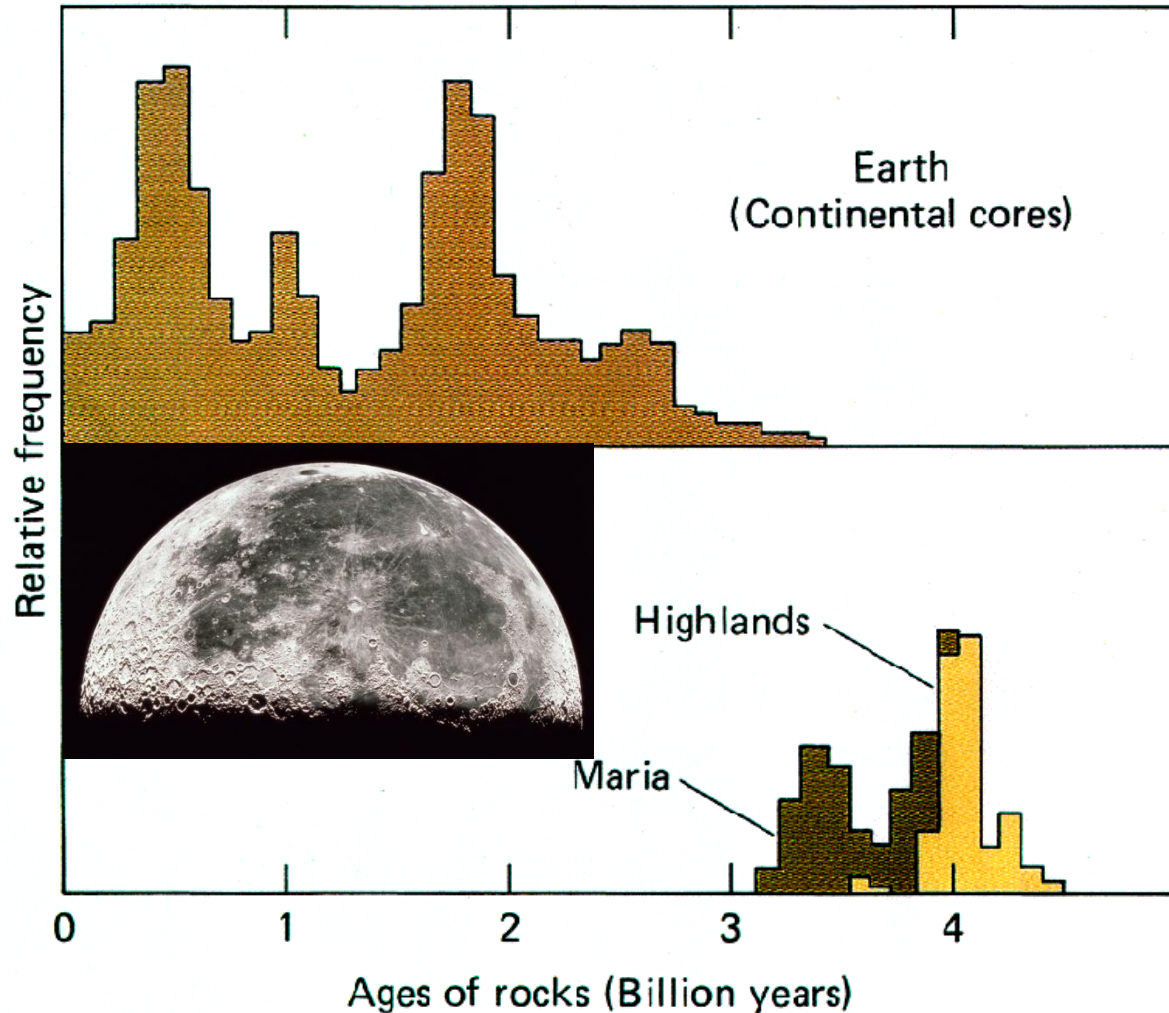 Earth
(Continental cores)
Relative frequency
Highlands
Maria
0 1 2 3 4
Ages of rocks (Billion years)